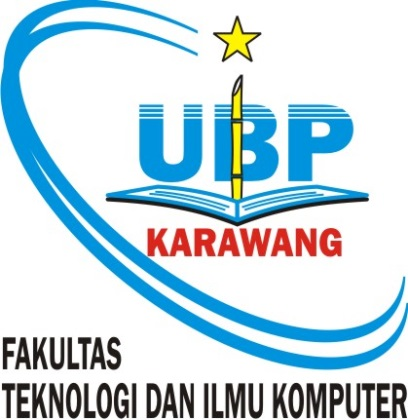 UBP
KARAWANG
FAKULTAS
TEKNOLOGI DAN ILMU KOMPUTER